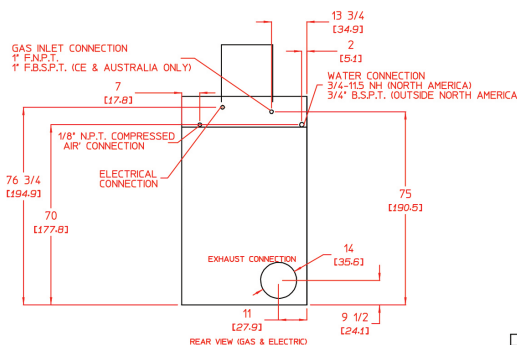 13 3/4
[34.9]
GAS INLET CONNECTION
1" F.N.P.T.
1" F.B.S.P.T. (CE & AUSTRALIA ONLY)
2
[5.1]
7
[17.8]
WATER CONNECTION
3/4-11.5 NH (NORTH AMERICA)
3/4" B.S.P.T. (OUTSIDE NORTH AMERICA
1/8" N.P.T. COMPRESSED
AIR' CONNECTION
ELECTRICAL
CONNECTION
76 3/4
[194.9]
75
[190.5]
70
[177.8]
EXHAUST CONNECTION
14
[35.6]
11
[27.9]
9 1/2
[24.1]
REAR VIEW (GAS & ELECTRIC)